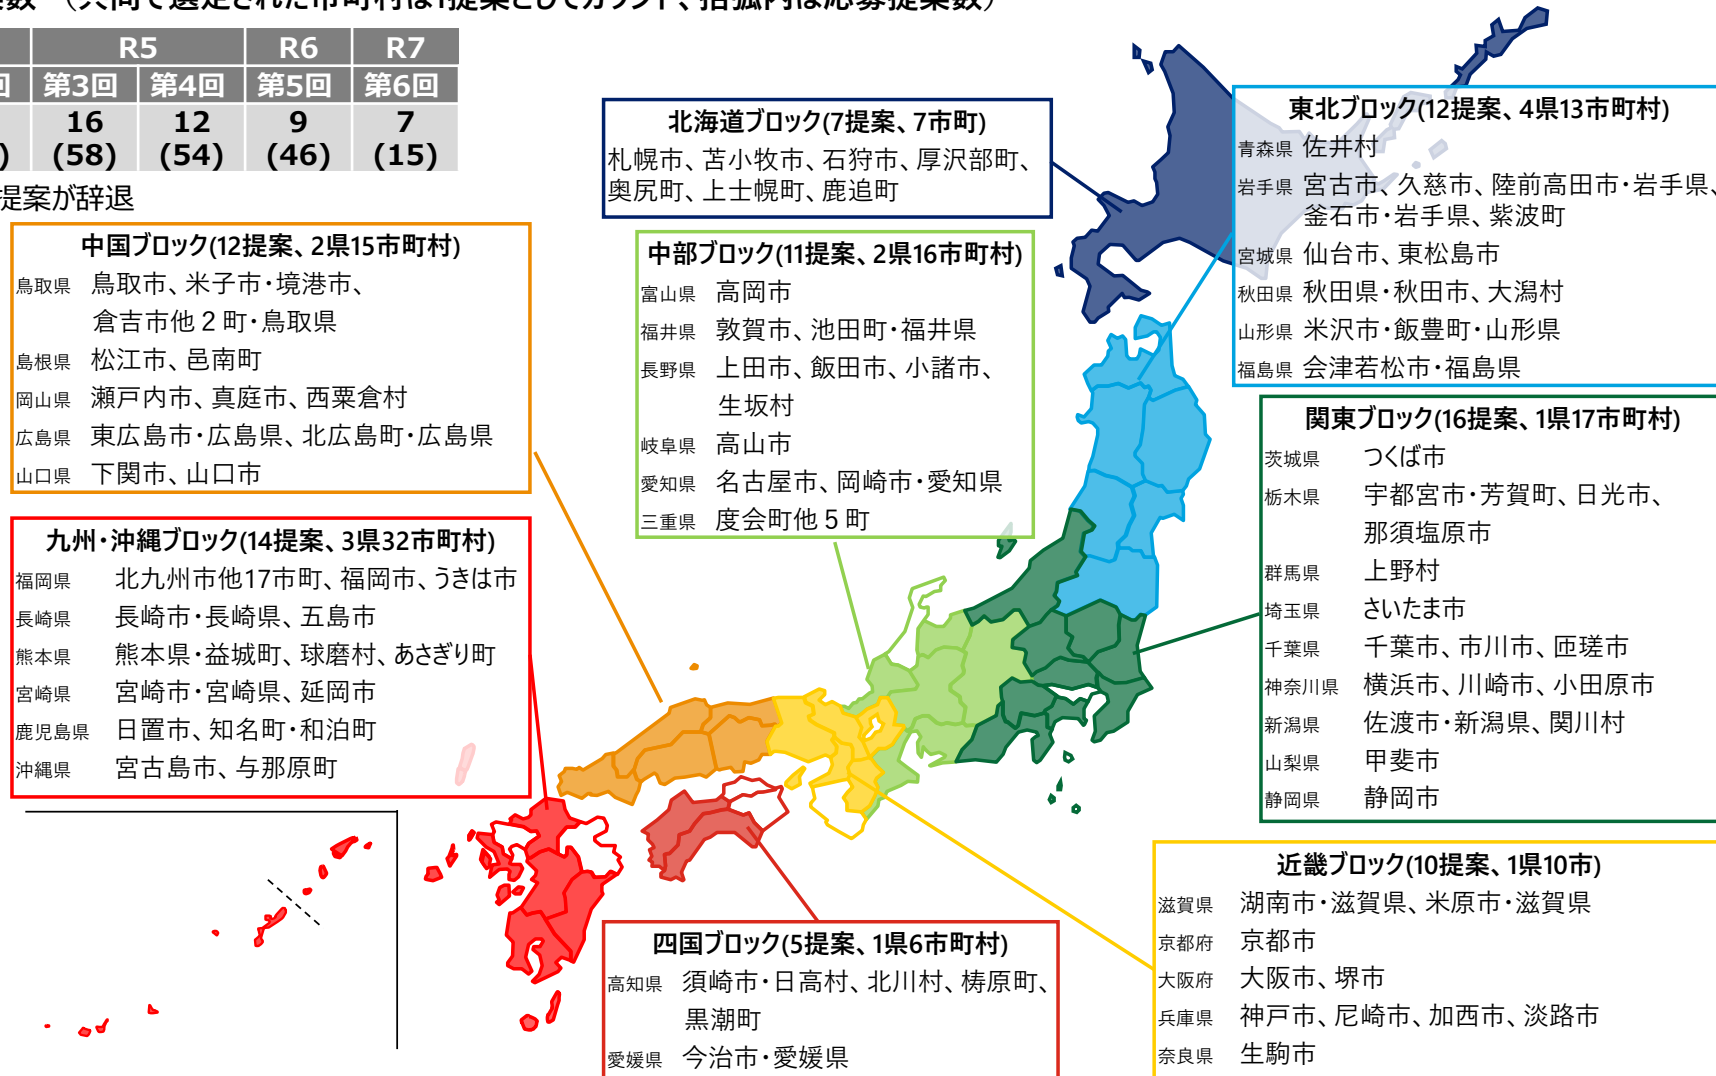 数 (共同で選定された市町村は1提案としてカウント、括弧内は応募提案数)
R5 R6 R7
回 第3回 第4回 第5回 第6回
16 12 9 7
) (58) (54) (46) (15)
提案が辞退
北海道ブロック(7提案、7市町)
札幌市、苫小牧市、石狩市、厚沢部町、
奥尻町、上士幌町、鹿追町
東北ブロック(12提案、4県13市町村)
青森県 佐井村
岩手県 宮古市、久慈市、陸前高田市・岩手県、
釜石市・岩手県、紫波町
宮城県 仙台市、東松島市
秋田県 秋田県・秋田市、大潟村
山形県 米沢市・飯豊町・山形県
福島県 会津若松市・福島県
中国ブロック(12提案、2県15市町村)
鳥取県 鳥取市、米子市・境港市、
倉吉市他2町・鳥取県
島根県 松江市、邑南町
岡山県 瀬戸内市、真庭市、西粟倉村
広島県 東広島市・広島県、北広島町・広島県
山口県 下関市、山口市
中部ブロック(11提案、2県16市町村)
富山県 高岡市
福井県 敦賀市、池田町・福井県
長野県 上田市、飯田市、小諸市、
生坂村
岐阜県 高山市
愛知県 名古屋市、岡崎市・愛知県
三重県 度会町他5町
関東ブロック(16提案、1県17市町村)
茨城県 つくば市
栃木県 宇都宮市・芳賀町、日光市、
那須塩原市
群馬県 上野村
埼玉県 さいたま市
千葉県 千葉市、市川市、匝瑳市
神奈川県 横浜市、川崎市、小田原市
新潟県 佐渡市・新潟県、関川村
山梨県 甲斐市
静岡県 静岡市
九州・沖縄ブロック(14提案、3県32市町村)
福岡県 北九州市他17市町、福岡市、うきは市
長崎県 長崎市・長崎県、五島市
熊本県 熊本県・益城町、球磨村、あさぎり町
宮崎県 宮崎市・宮崎県、延岡市
鹿児島県 日置市、知名町・和泊町
沖縄県 宮古島市、与那原町
四国ブロック(5提案、1県6市町村)
高知県 須崎市・日高村、北川村、梼原町、
黒潮町
愛媛県 今治市・愛媛県
近畿ブロック(10提案、1県10市)
滋賀県 湖南市・滋賀県、米原市・滋賀県
京都府 京都市
大阪府 大阪市、堺市
兵庫県 神戸市、尼崎市、加西市、淡路市
奈良県 生駒市